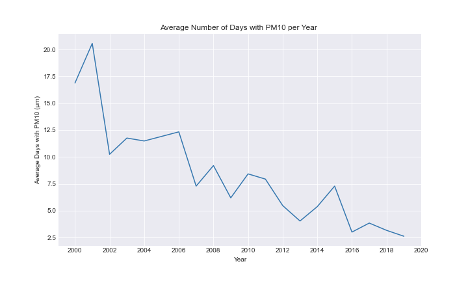 Average Number of Days with PM10 per Year
Average Days with PM10 (µm)
20.0
17.5
15.0
12.5
10.0
7.5
5.0
2.5
2000 2002 2004 2006 2008 2010 2012 2014 2016 2018 2020
Year